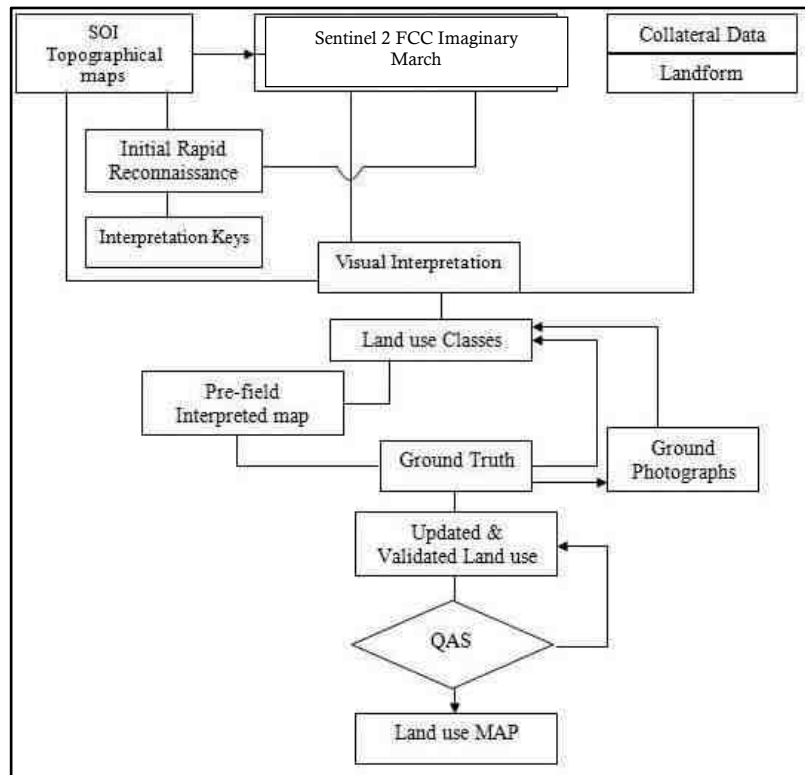 SOI
Topographical
maps
Sentinel 2 FCC Imaginary
March
Collateral Data
Landform
Initial Rapid
Reconnaissance
Interpretation Keys
Visual Interpretation
Land use Classes
Pre-field
Interpreted map
Ground Truth
Ground
Photographs
Updated &
Validated Land use
QAS
Land use MAP